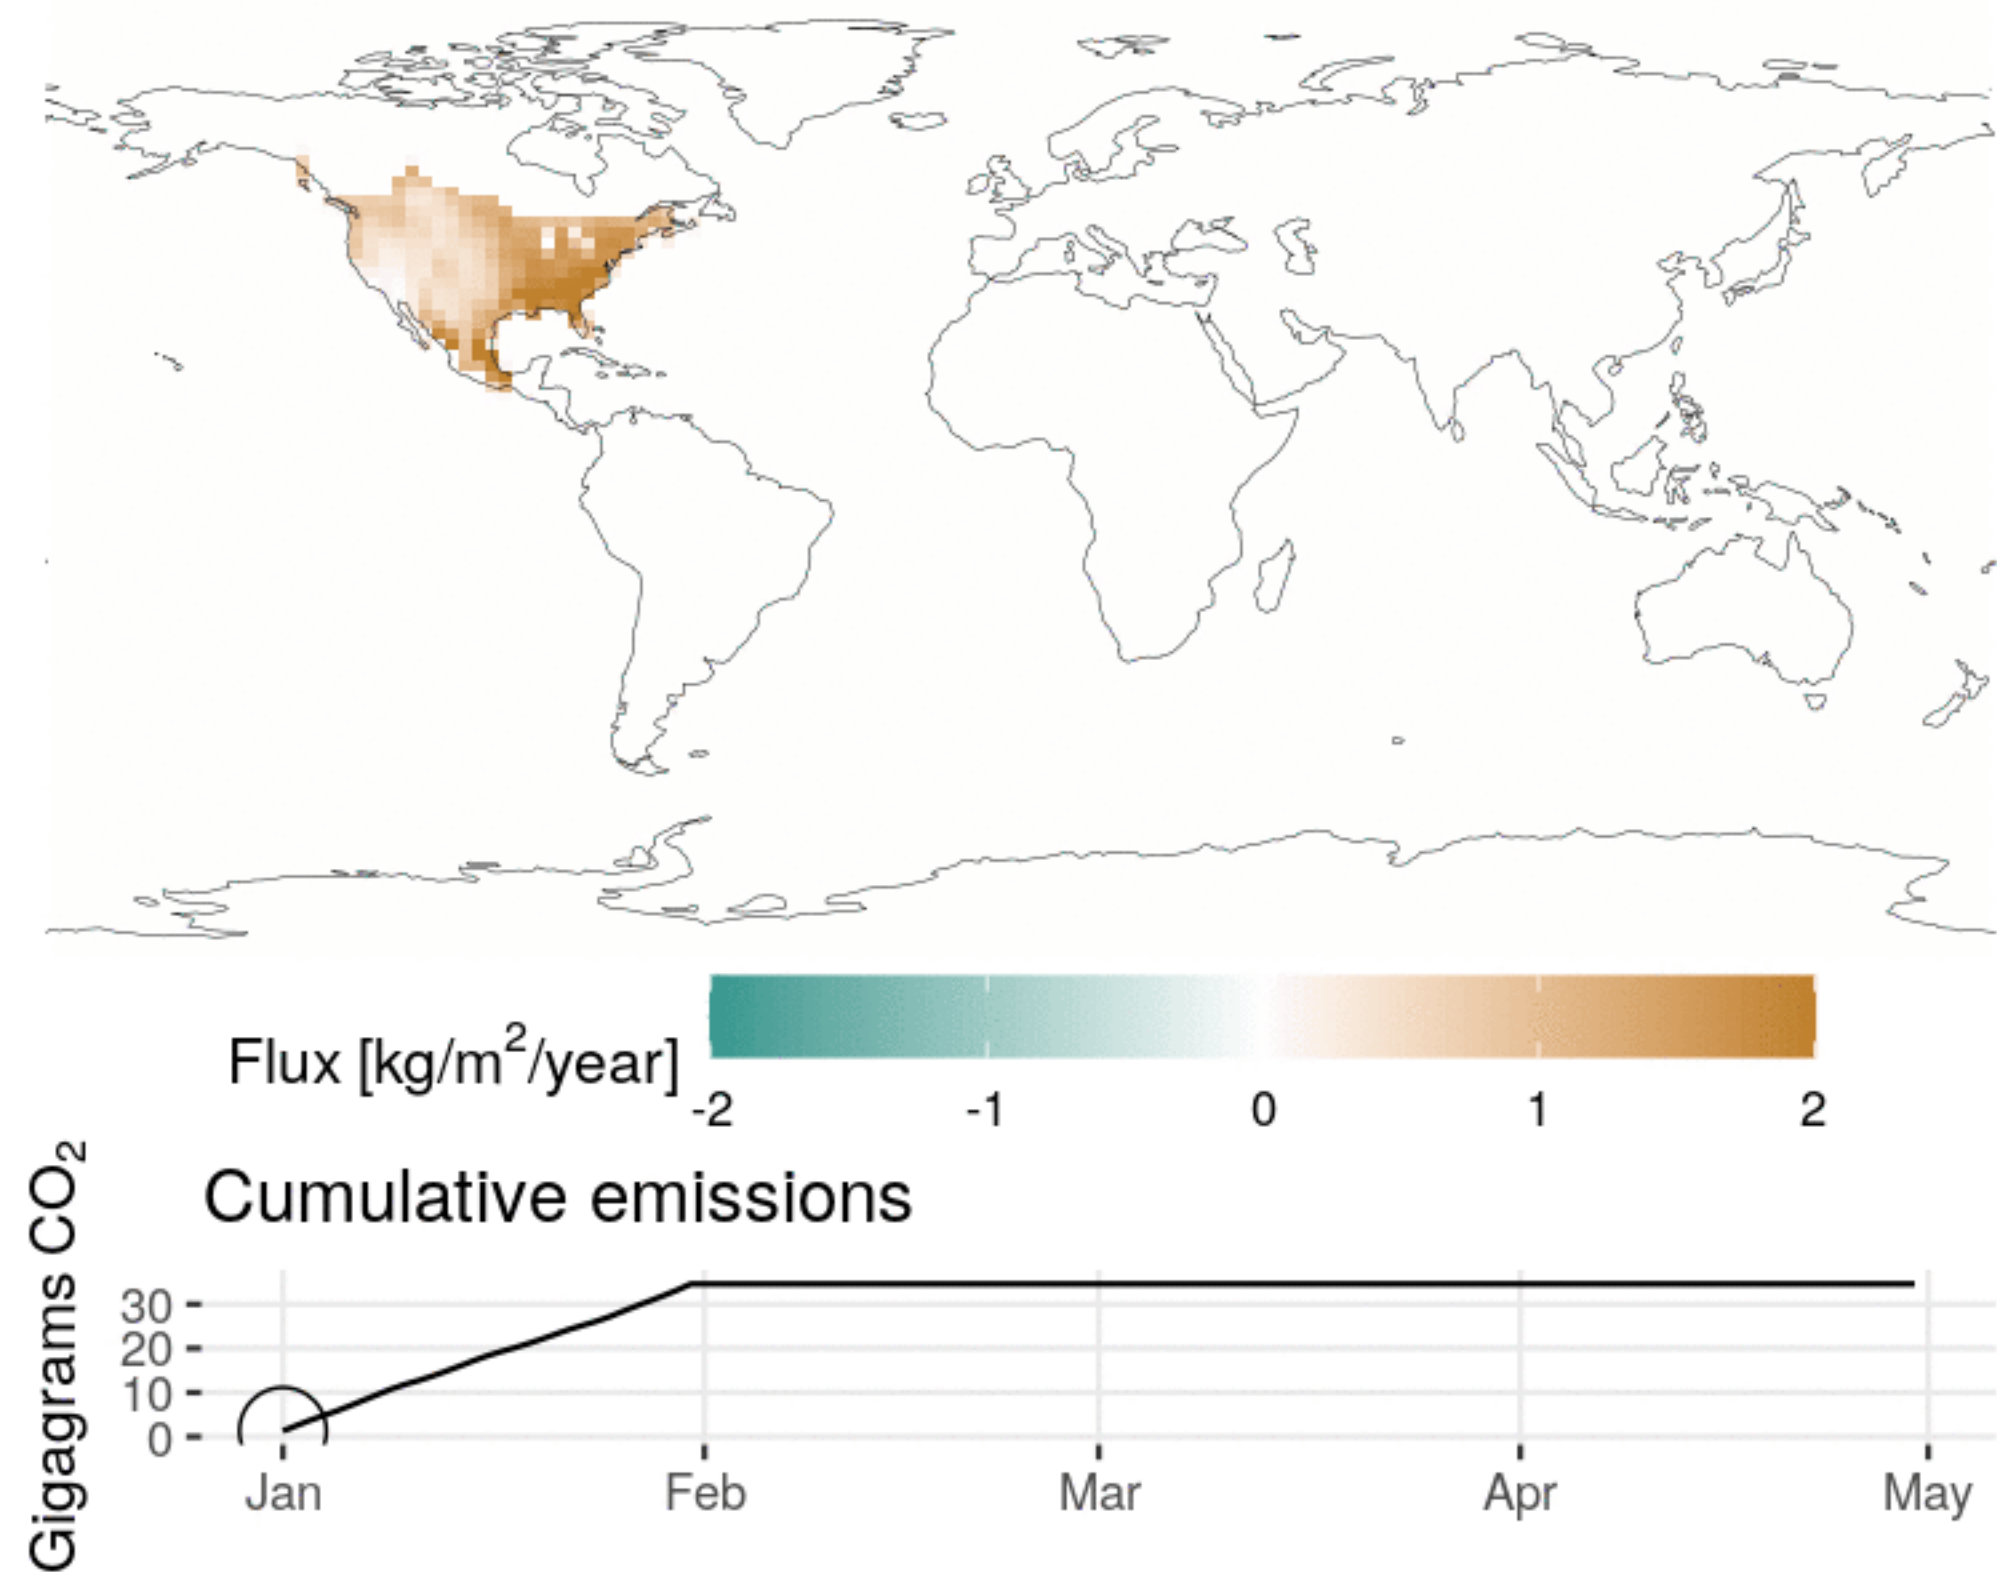 Flux [kg/m²/year]
-2 -1 0 1 2
Cumulative emissions
Gigagrams CO₂
30
20
10
0
Jan Feb Mar Apr May